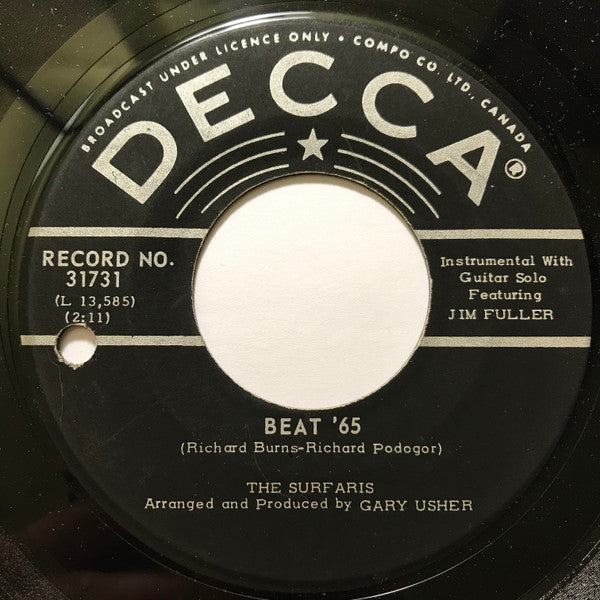 BROADCAST UNDER LICENCE ONLY • COMPO CO. LTD., CANADA
DECCA
RECORD NO.
31731
(L 13,585)
(2:11)
Instrumental With
Guitar Solo
Featuring
JIM FULLER
BEAT '65
(Richard Burns-Richard Podogor)
THE SURFARIS
Arranged and Produced by GARY USHER